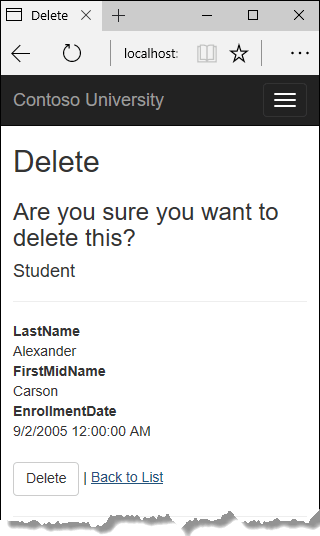 Delete
localhost:
Contoso University
Delete
Are you sure you want to
delete this?
Student
LastName
Alexander
FirstMidName
Carson
EnrollmentDate
9/2/2005 12:00:00 AM
Delete | Back to List